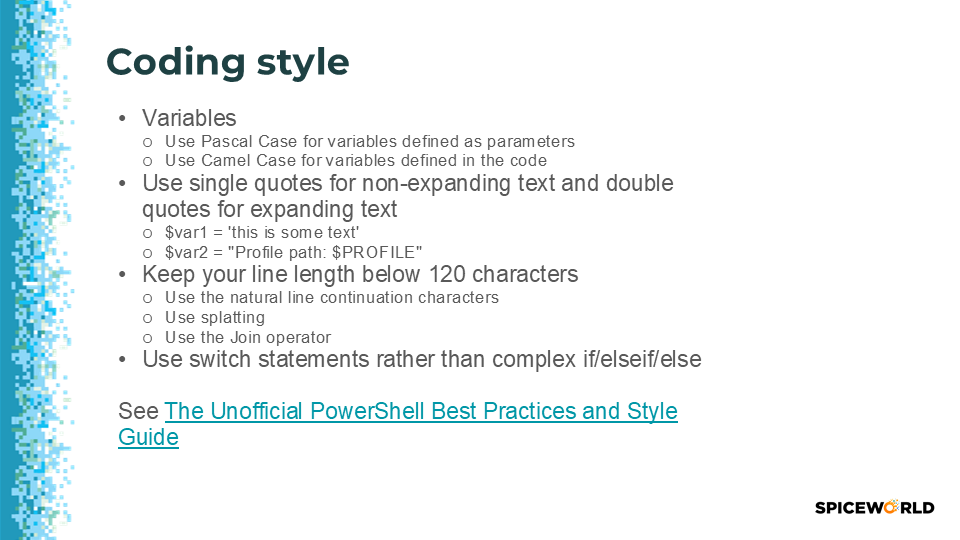 Coding style
• Variables
o Use Pascal Case for variables defined as parameters
o Use Camel Case for variables defined in the code
• Use single quotes for non-expanding text and double
quotes for expanding text
o $var1 = 'this is some text'
o $var2 = "Profile path: $PROFILE"
• Keep your line length below 120 characters
o Use the natural line continuation characters
o Use splatting
o Use the Join operator
• Use switch statements rather than complex if/elseif/else
See The Unofficial PowerShell Best Practices and Style
Guide
SPICEWORLD